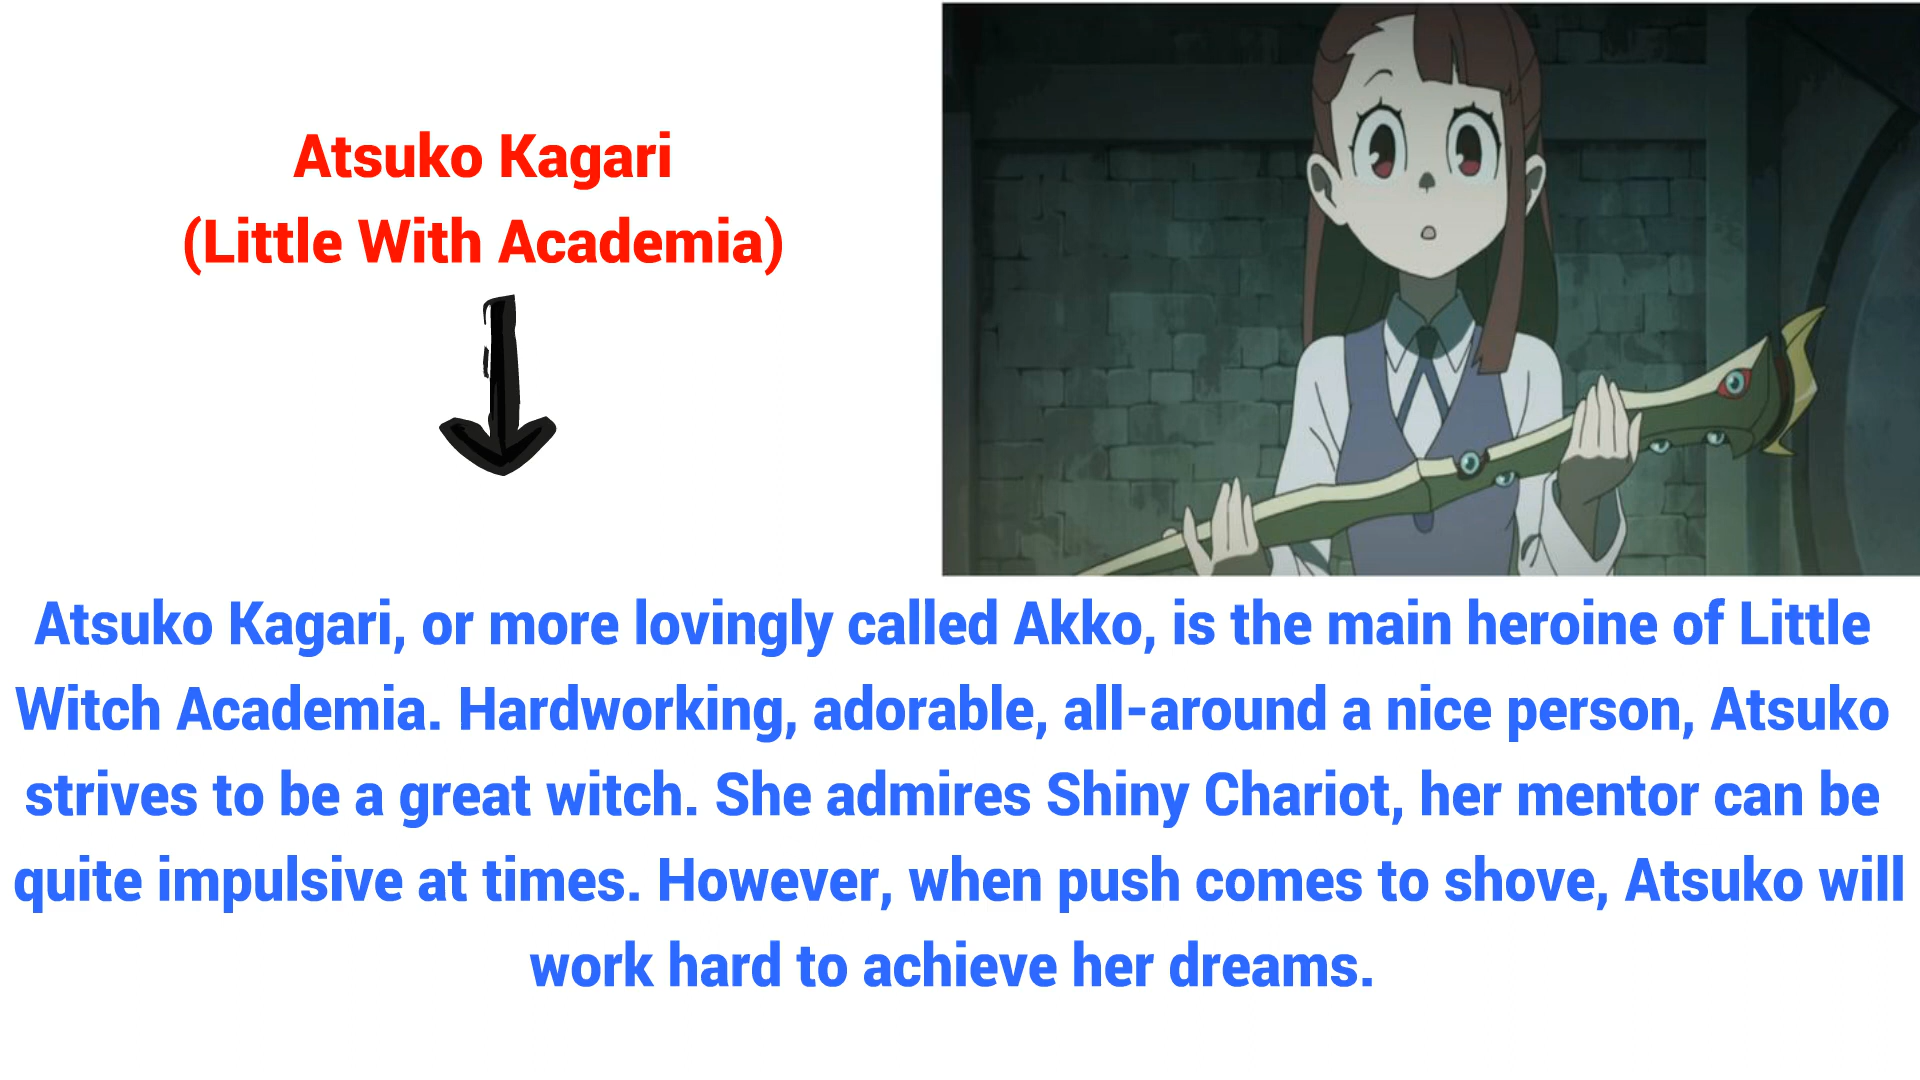 Atsuko Kagari
(Little With Academia)
Atsuko Kagari, or more lovingly called Akko, is the main heroine of Little
Witch Academia. Hardworking, adorable, all-around a nice person, Atsuko
strives to be a great witch. She admires Shiny Chariot, her mentor can be
quite impulsive at times. However, when push comes to shove, Atsuko will
work hard to achieve her dreams.